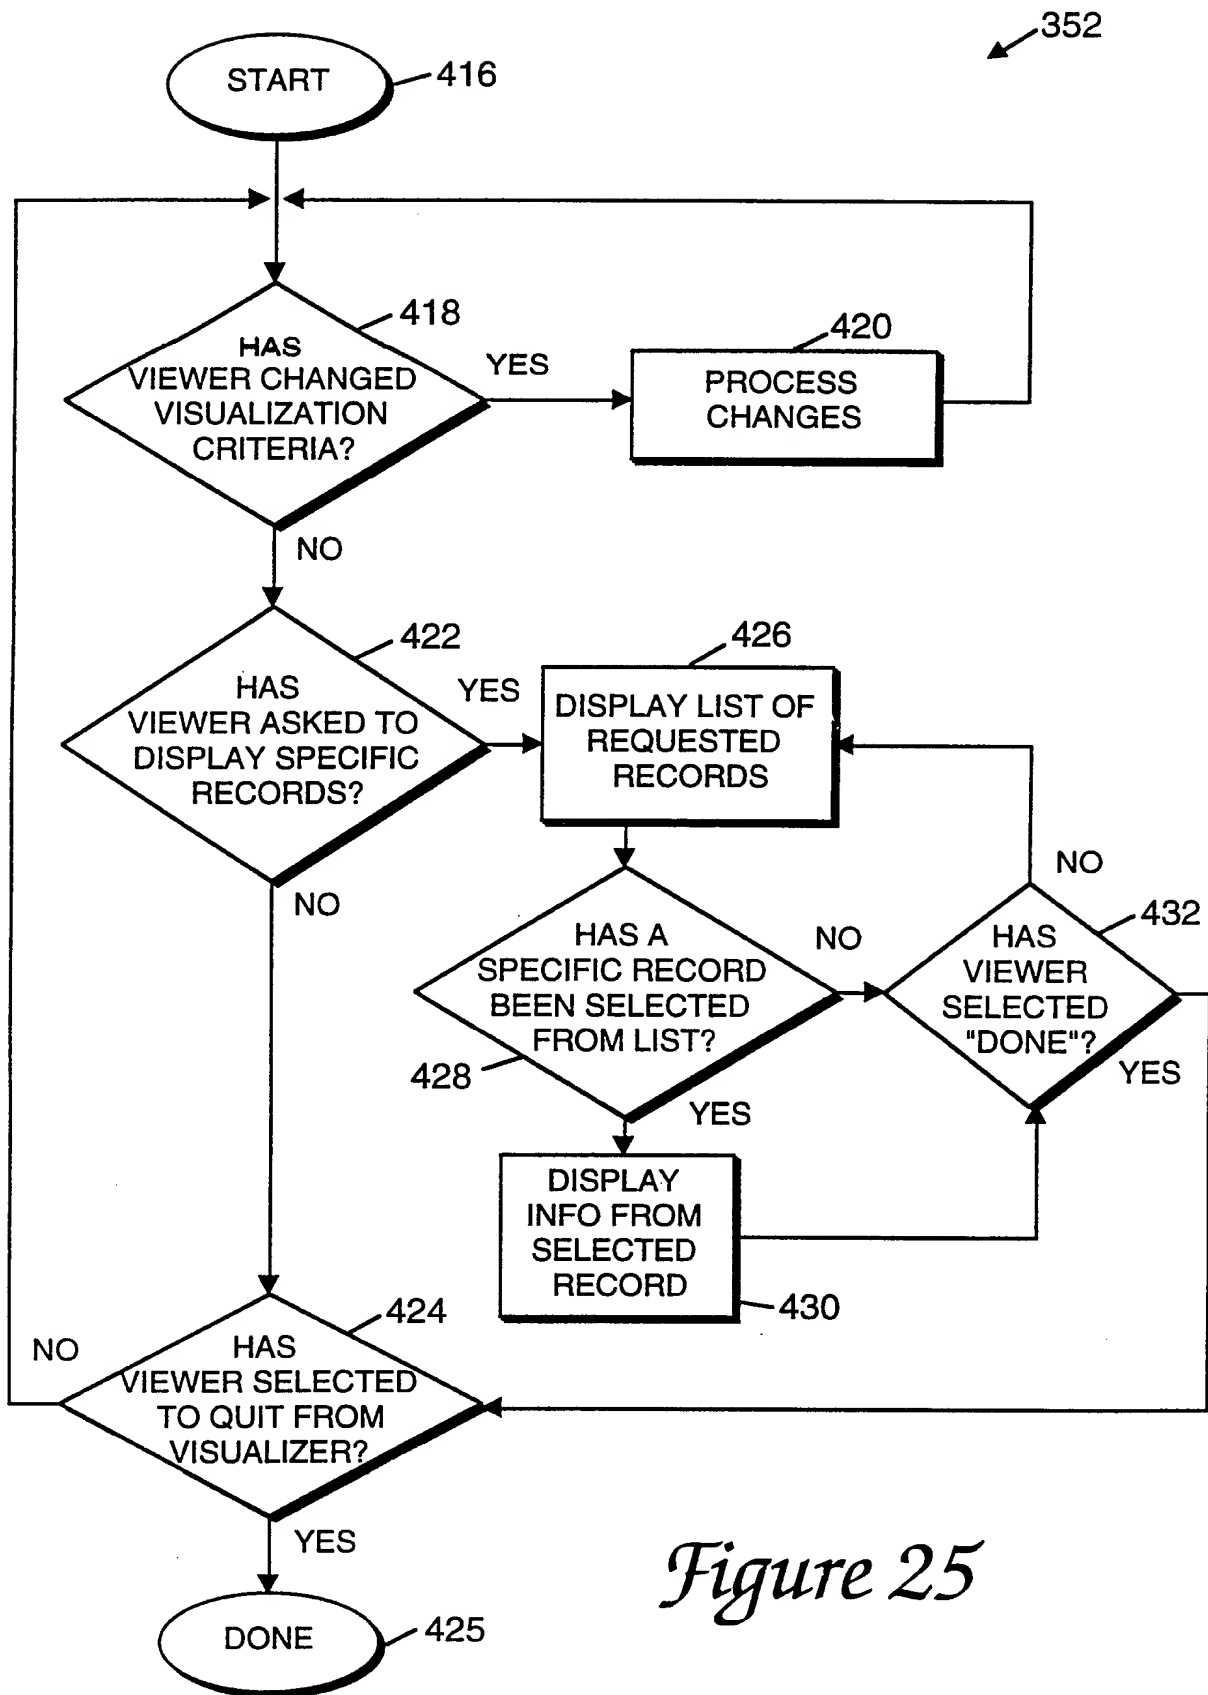 352
START
416
418
HAS
VIEWER CHANGED
VISUALIZATION
CRITERIA?
YES
420
PROCESS
CHANGES
NO
422
HAS
VIEWER ASKED TO
DISPLAY SPECIFIC
RECORDS?
YES
426
DISPLAY LIST OF
REQUESTED
RECORDS
NO
NO
432
HAS A
SPECIFIC RECORD
BEEN SELECTED
FROM LIST?
428
NO
HAS
VIEWER
SELECTED
"DONE"?
YES
YES
DISPLAY
INFO FROM
SELECTED
RECORD
430
424
NO
HAS
VIEWER SELECTED
TO QUIT FROM
VISUALIZER?
YES
DONE
425
Figure 25